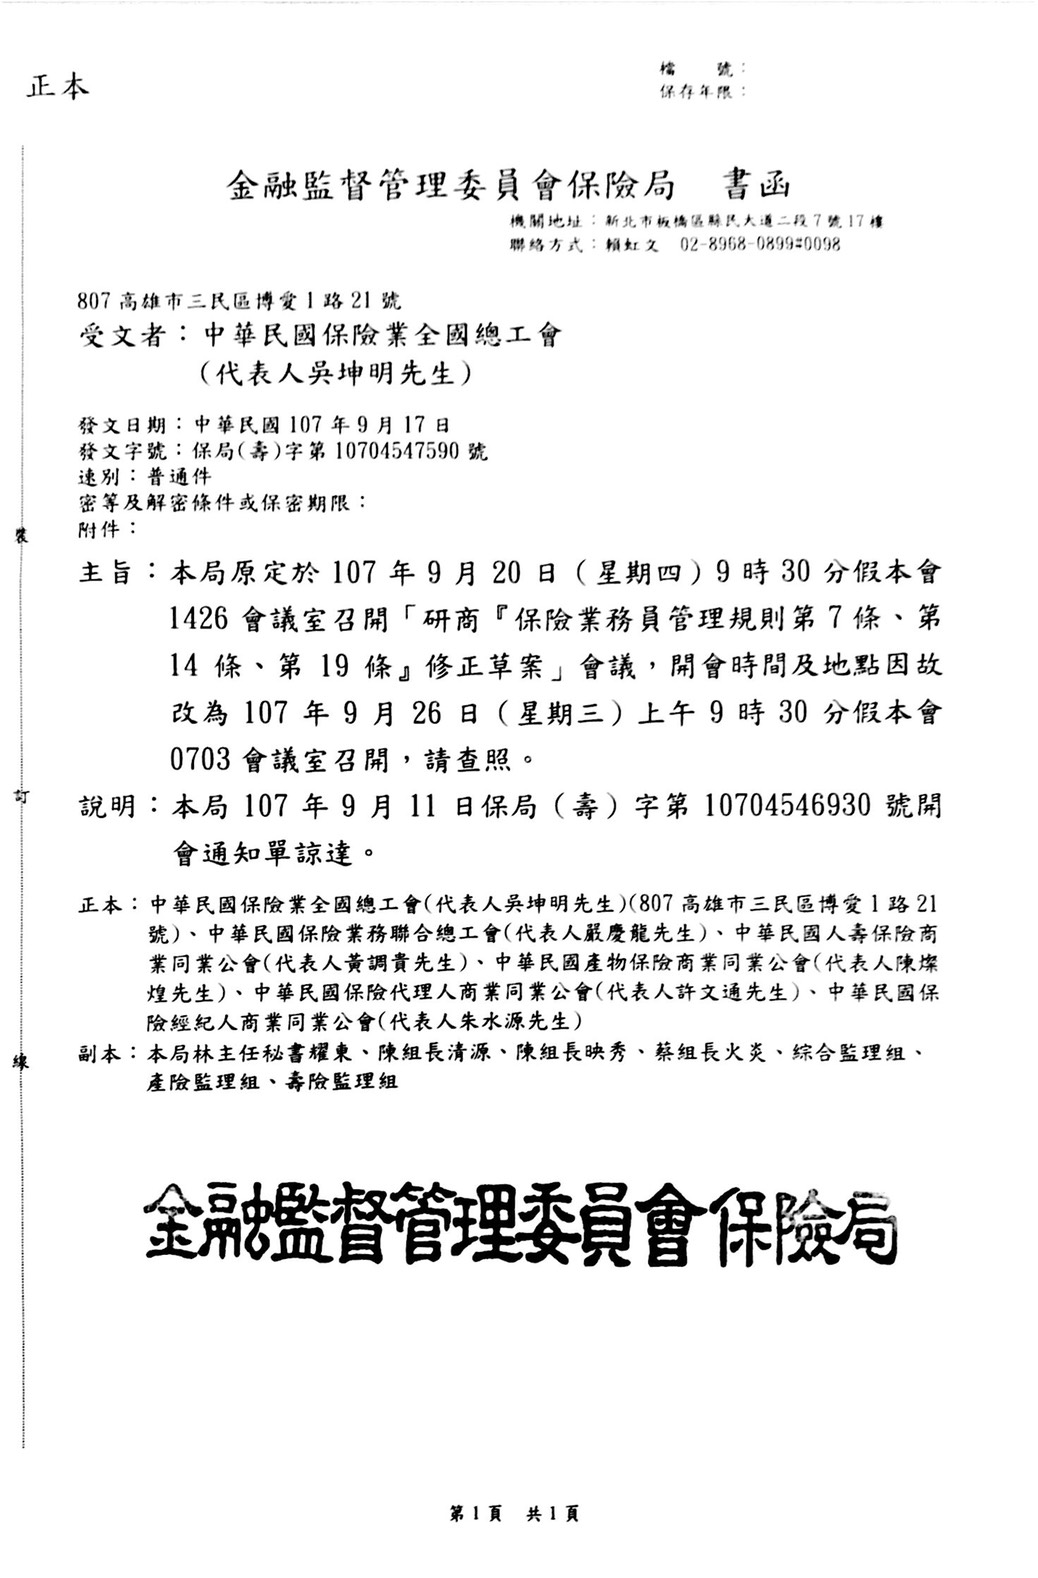 正本
檔　　號：
保存年限：
金融監督管理委員會保險局　書函
機關地址：新北市板橋區縣民大道二段7號17樓
聯絡方式：賴虹文　02-8968-0899#0098
807高雄市三民區博愛1路21號
受文者：中華民國保險業全國總工會
（代表人吳坤明先生）
發文日期：中華民國107年9月17日
發文字號：保局(壽)字第10704547590號
速別：普通件
密等及解密條件或保密期限：
附件：
主旨：本局原定於107年9月20日（星期四）9時30分假本會
1426會議室召開「研商『保險業務員管理規則第7條、第
14條、第19條』修正草案」會議，開會時間及地點因故
改為107年9月26日（星期三）上午9時30分假本會
0703會議室召開，請查照。
說明：本局107年9月11日保局（壽）字第10704546930號開
會通知單諒達。
正本：中華民國保險業全國總工會(代表人吳坤明先生)(807高雄市三民區博愛1路21
號)、中華民國保險業務聯合總工會(代表人嚴慶龍先生)、中華民國人壽保險商
業同業公會(代表人黃調貴先生)、中華民國產物保險商業同業公會(代表人陳燦
煌先生)、中華民國保險代理人商業同業公會(代表人許文通先生)、中華民國保
險經紀人商業同業公會(代表人朱水源先生)
副本：本局林主任秘書耀東、陳組長清源、陳組長映秀、蔡組長火炎、綜合監理組、
產險監理組、壽險監理組
裝
訂
線
金融監督管理委員會保險局
第1頁　共1頁